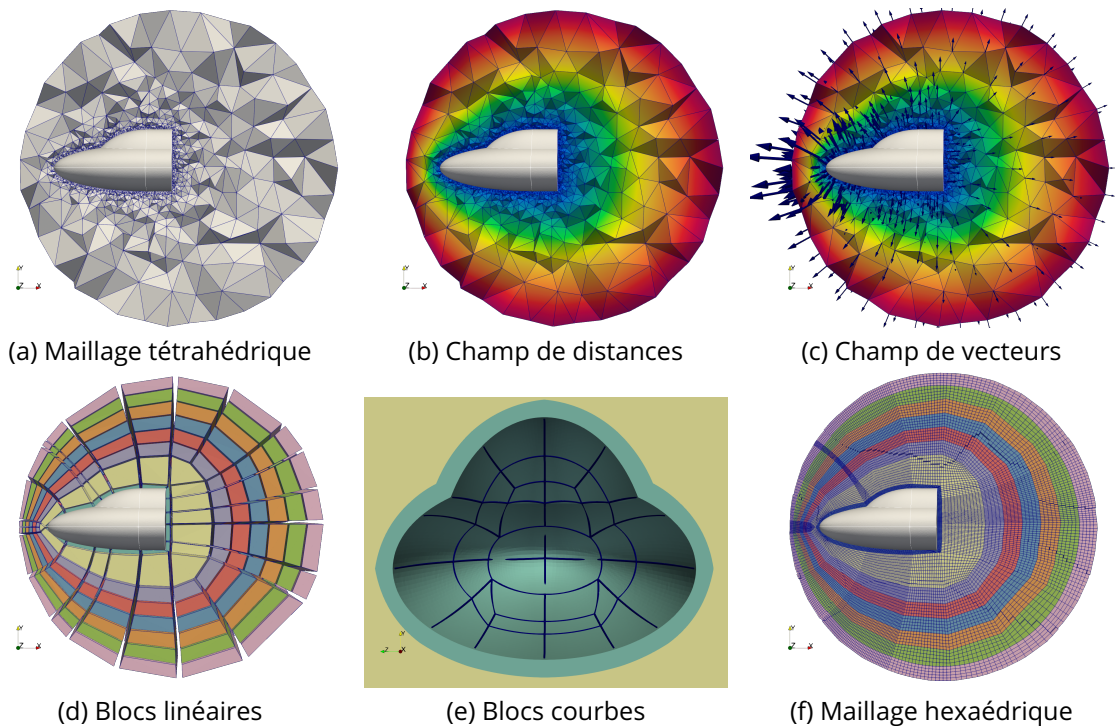 (a) Maillage tétrahédrique
(b) Champ de distances
(c) Champ de vecteurs
(d) Blocs linéaires
(e) Blocs courbes
(f) Maillage hexaédrique